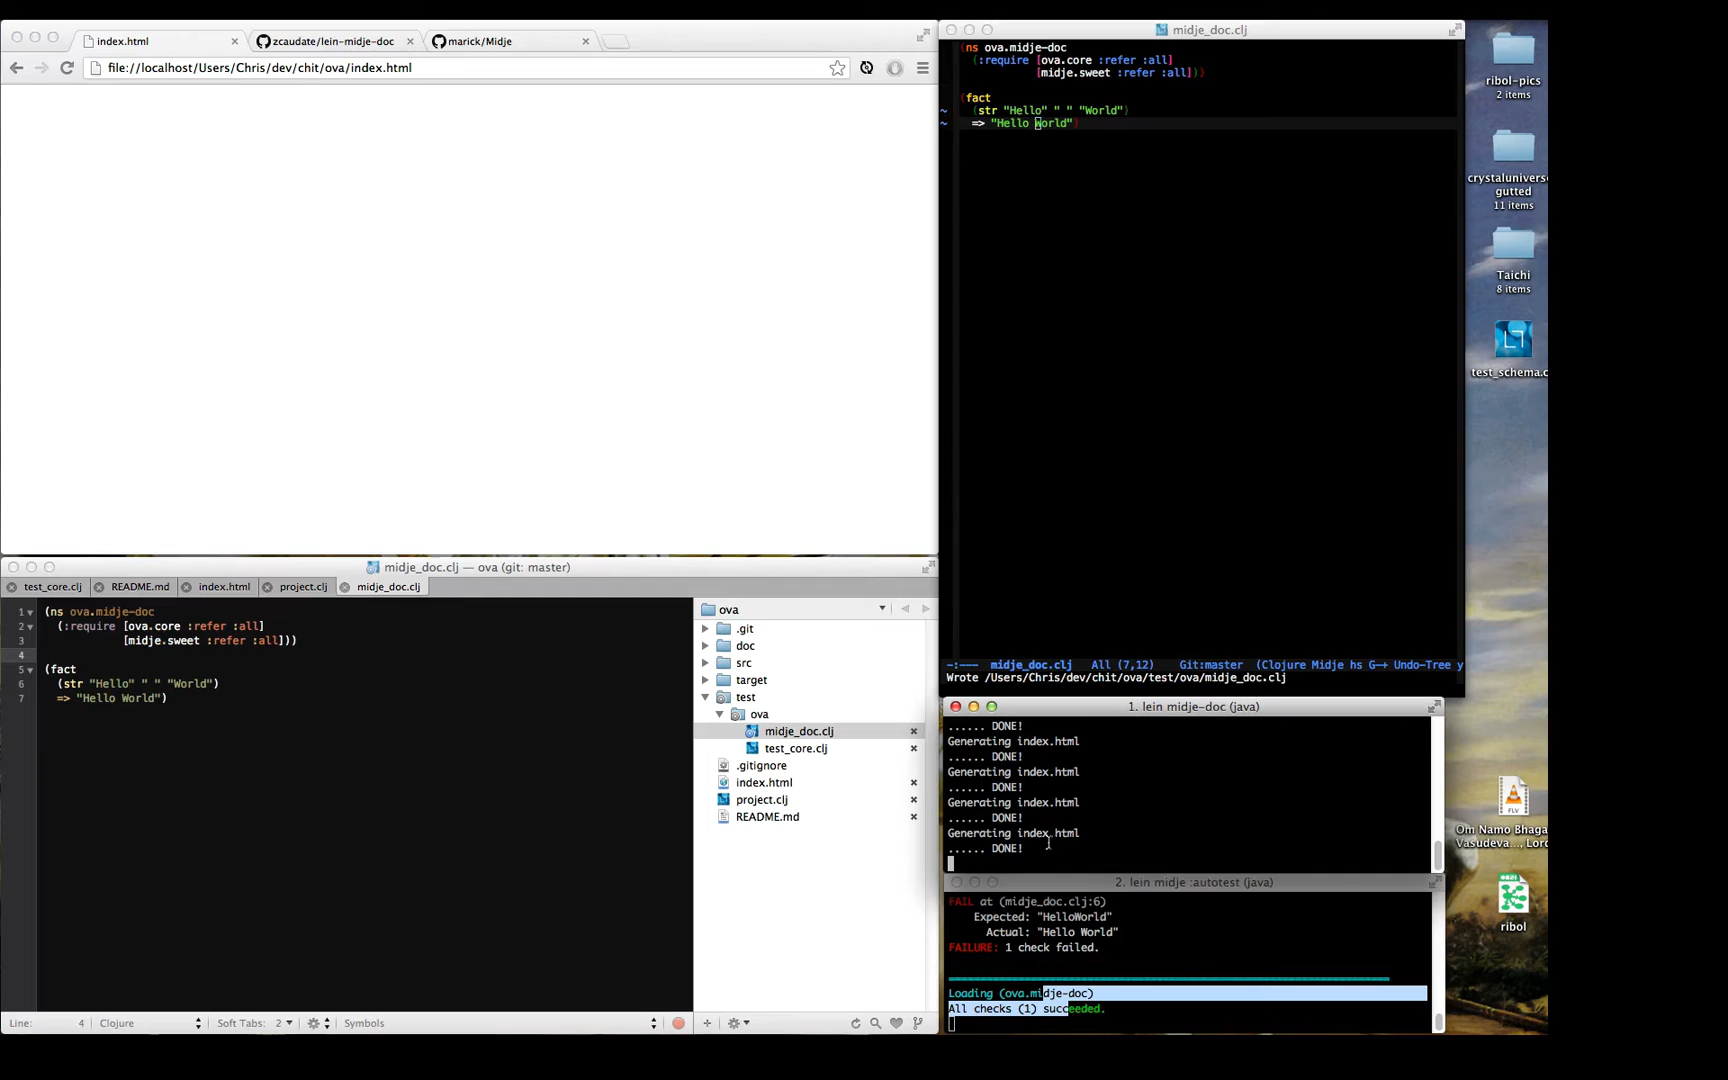 index.html
zcaudate/lein-midje-doc
marick/Midje
file://localhost/Users/Chris/dev/chit/ova/index.html
midje_doc.clj
(ns ova.midje-doc
(:require [ova.core :refer :all]
[midje.sweet :refer :all]))
(fact
~ (str "Hello" " " "World")
~ => "Hello World")
-:--- midje_doc.clj All (7,12) Git:master (Clojure Midje hs G-+ Undo-Tree y
Wrote /Users/Chris/dev/chit/ova/test/ova/midje_doc.clj
midje_doc.clj — ova (git: master)
test_core.clj
README.md
index.html
project.clj
midje_doc.clj
1 (ns ova.midje-doc
2 (:require [ova.core :refer :all]
3 [midje.sweet :refer :all]))
4
5 (fact
6 (str "Hello" " " "World")
7 => "Hello World")
ova
.git
doc
src
target
test
ova
midje_doc.clj
test_core.clj
.gitignore
index.html
project.clj
README.md
Line: 4 Clojure Soft Tabs: 2 Symbols
1. lein midje-doc (java)
...... DONE!
Generating index.html
...... DONE!
Generating index.html
...... DONE!
Generating index.html
...... DONE!
Generating index.html
...... DONE!
2. lein midje :autotest (java)
FAIL at (midje_doc.clj:6)
Expected: "HelloWorld"
Actual: "Hello World"
FAILURE: 1 check failed.
======================================================================
Loading (ova.midje-doc)
All checks (1) succeeded.
ribol-pics
2 items
crystaluniverse
gutted
11 items
Taichi
8 items
test_schema.c
FLV
Om Namo Bhaga
Vasudeva..., Lord
ribol